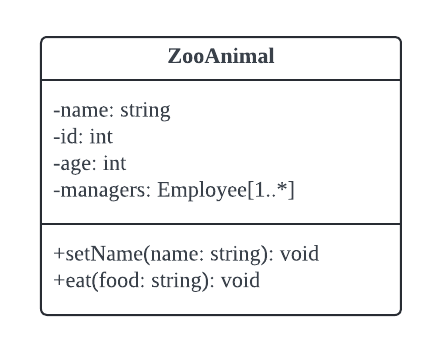 ZooAnimal
-name: string
-id: int
-age: int
-managers: Employee[1..*]
+setName(name: string): void
+eat(food: string): void